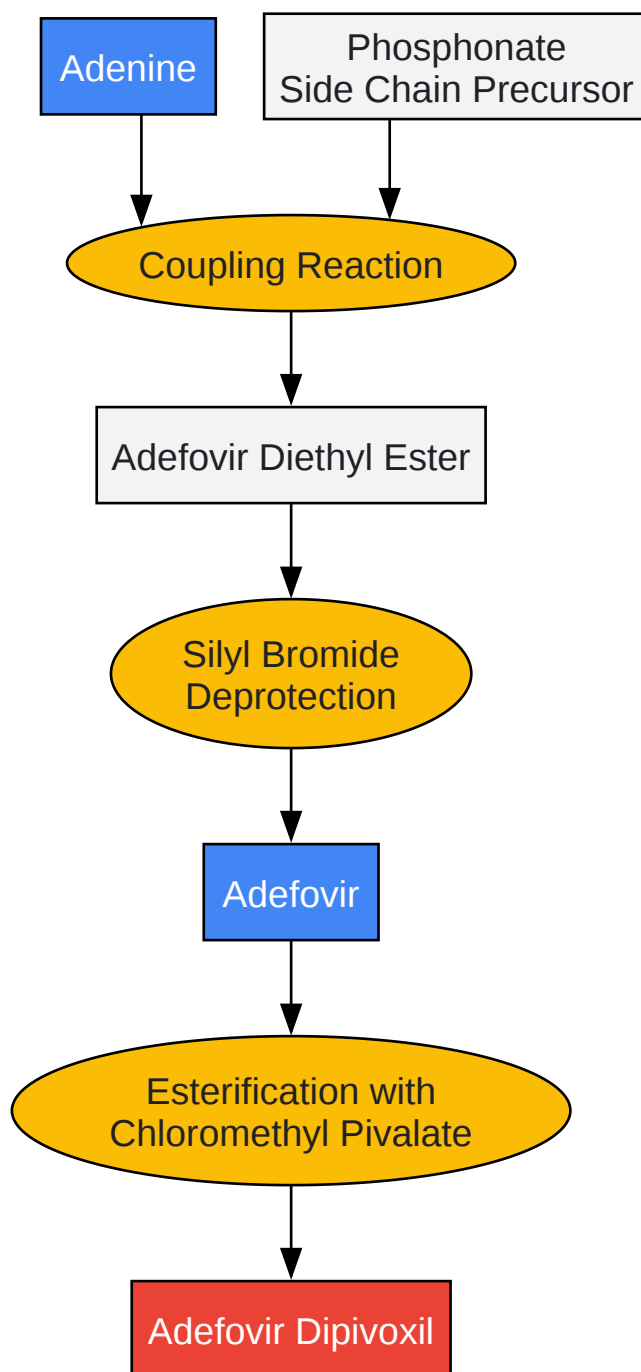 Adenine
Phosphonate
Side Chain Precursor
Coupling Reaction
Adefovir Diethyl Ester
Silyl Bromide
Deprotection
Adefovir
Esterification with
Chloromethyl Pivalate
Adefovir Dipivoxil